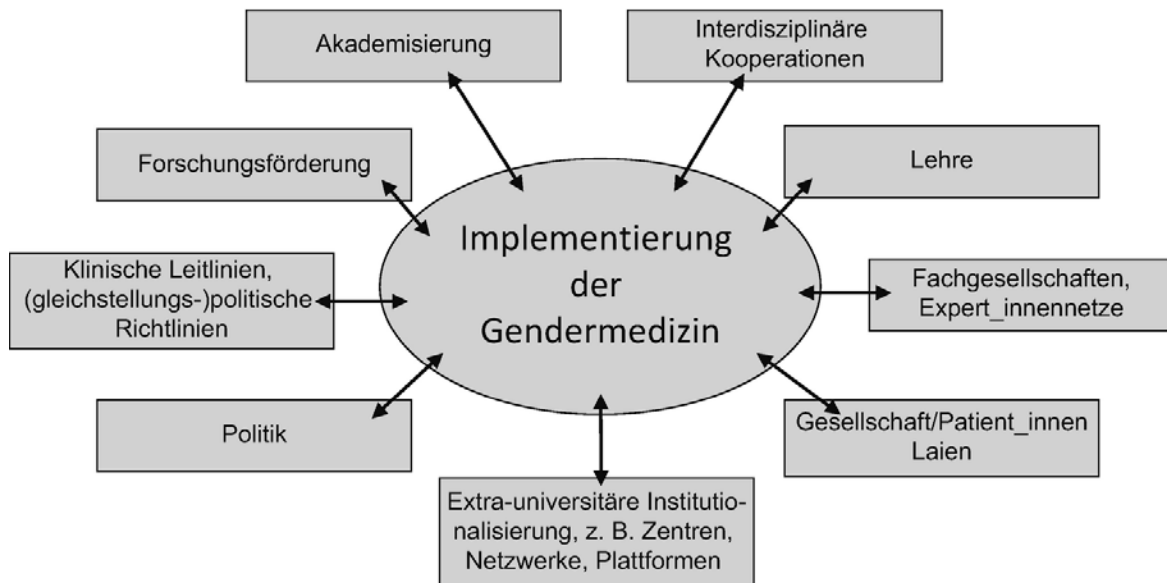 Akademisierung
Interdisziplinäre
Kooperationen
Forschungsförderung
Lehre
Implementierung
der
Gendermedizin
Klinische Leitlinien,
(gleichstellungs-)politische
Richtlinien
Fachgesellschaften,
Expert_innennetze
Politik
Gesellschaft/Patient_innen
Laien
Extra-universitäre Institutio-
nalisierung, z. B. Zentren,
Netzwerke, Plattformen